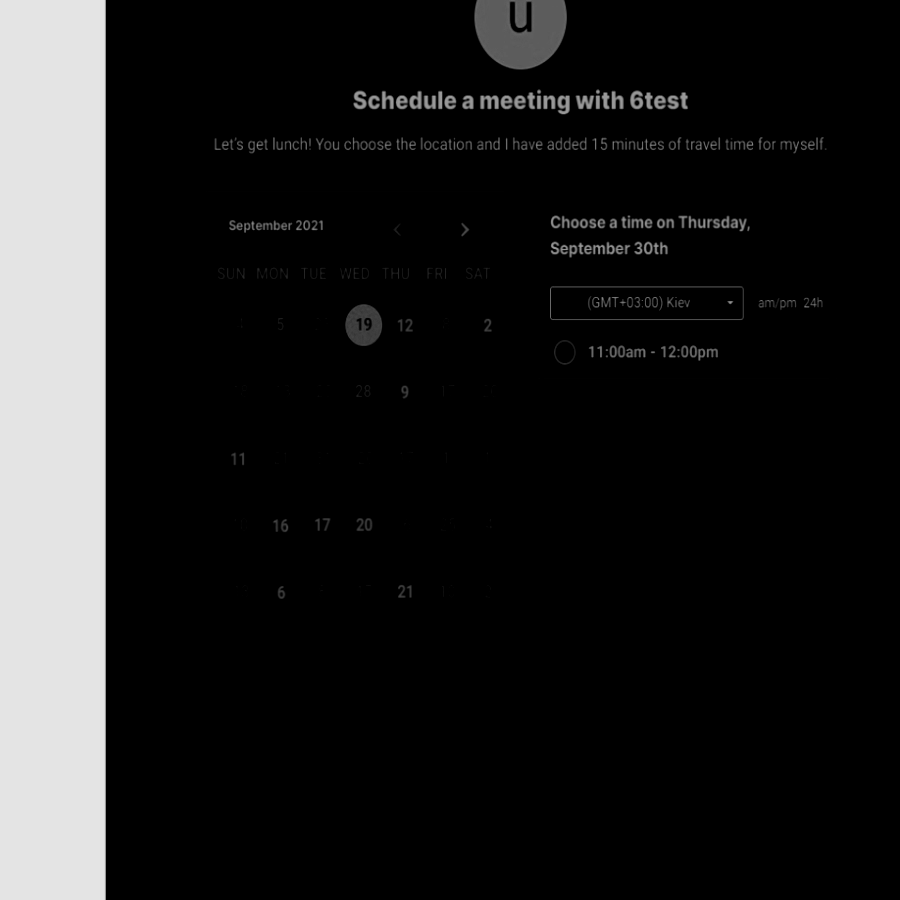 u
Schedule a meeting with 6test
Let's get lunch! You choose the location and I have added 15 minutes of travel time for myself.
September 2021
SUN MON TUE WED THU FRI SAT
5 19 12 2
28 9
11
16 17 20
6 21
Choose a time on Thursday,
September 30th
(GMT+03:00) Kiev am/pm 24h
11:00am - 12:00pm